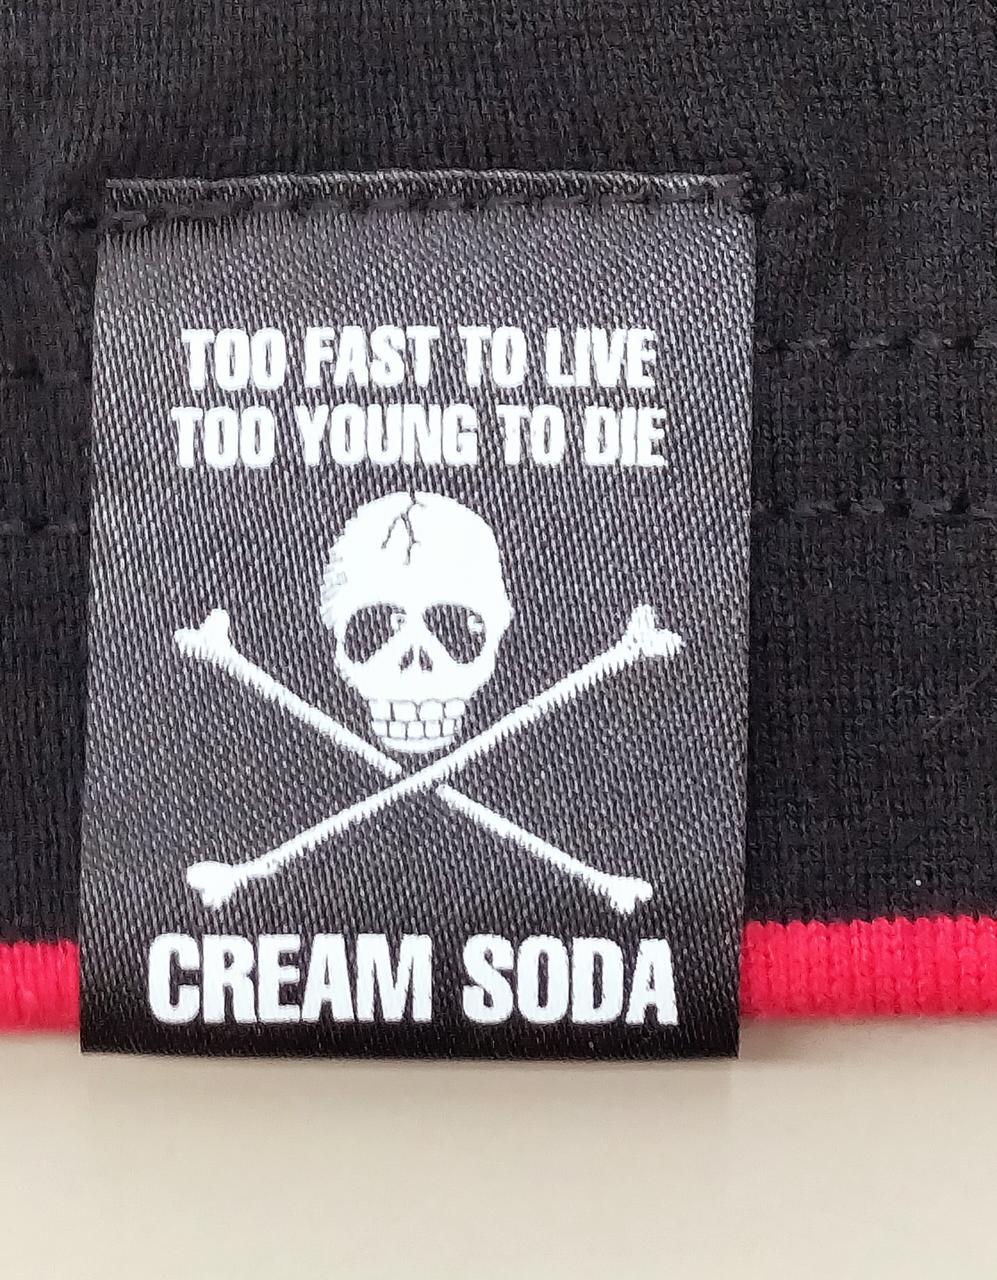 TOO FAST TO LIVE
TOO YOUNG TO DIE
CREAM SODA